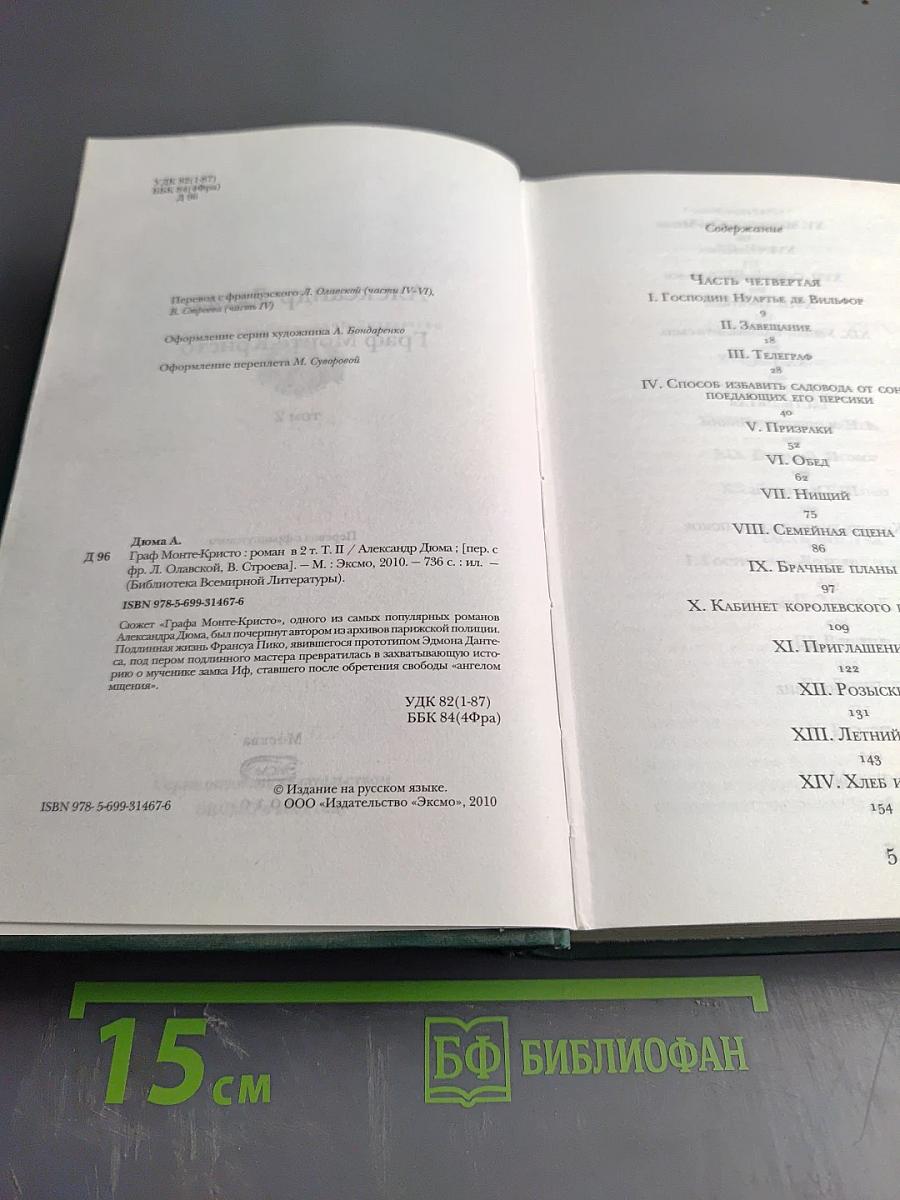 УДК 82(1-87)
ББК 84(4Фра)
Д 96
Перевод с французского Л. Олавской (части IV–VI),
В. Строева (часть IV)
Оформление серии художника А. Бондаренко
Оформление переплета М. Суворовой
Дюма А.
Д 96 Граф Монте-Кристо : роман в 2 т. Т. II / Александр Дюма ; [пер. с
фр. Л. Олавской, В. Строева]. – М. : Эксмо, 2010. – 736 с. : ил. –
(Библиотека Всемирной Литературы).
ISBN 978-5-699-31467-6
Сюжет «Графа Монте-Кристо», одного из самых популярных романов
Александра Дюма, был почерпнут автором из архивов парижской полиции.
Подлинная жизнь Франсуа Пико, явившегося прототипом Эдмона Данте-
са, под пером подлинного мастера превратилась в захватывающую исто-
рию о мученике замка Иф, ставшего после обретения свободы «ангелом
мщения».
УДК 82(1-87)
ББК 84(4Фра)
© Издание на русском языке.
ООО «Издательство «Эксмо», 2010
ISBN 978- 5-699-31467-6
Содержание
Часть четвертая
I. Господин Нуартье де Вильфор
9
II. Завещание
18
III. Телеграф
28
IV. Способ избавить садовода от сон
поедающих его персики
40
V. Призраки
52
VI. Обед
62
VII. Нищий
75
VIII. Семейная сцена
86
IX. Брачные планы
97
X. Кабинет королевского
109
XI. Приглашени
122
XII. Розыски
131
XIII. Летний
143
XIV. Хлеб и
154
5
15 см
БФ БИБЛИОФАН